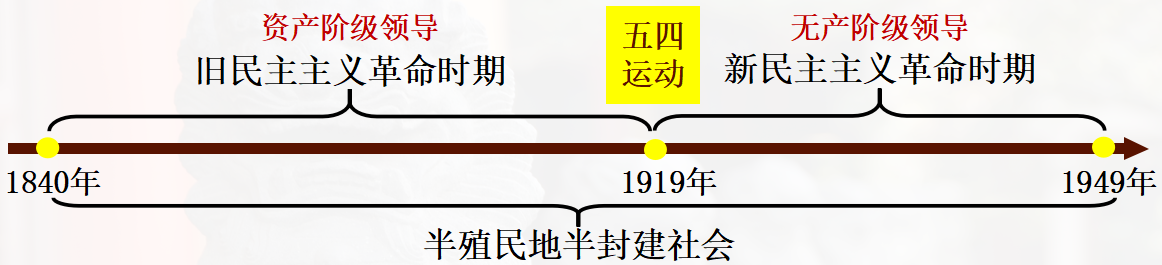 资产阶级领导
旧民主主义革命时期
五四
运动
无产阶级领导
新民主主义革命时期
1840年
1919年
1949年
半殖民地半封建社会